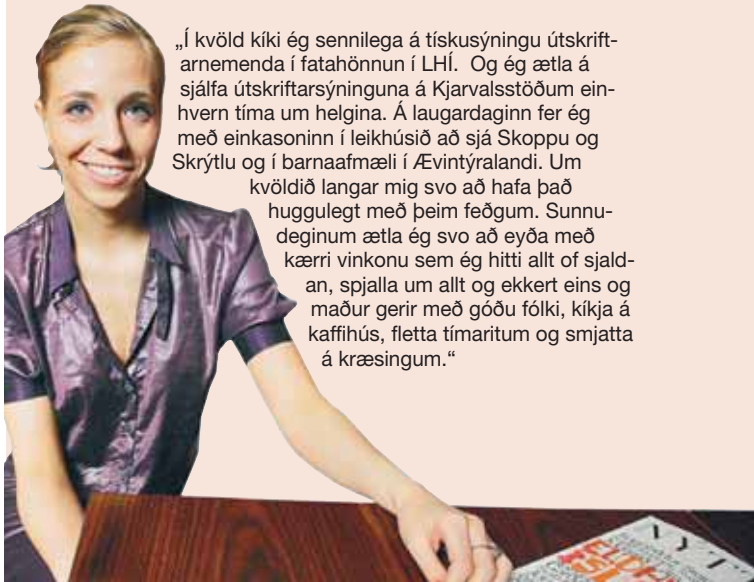 „Í kvöld kíki ég sennilega á tískusýningu útskrift-
arnemenda í fatahönnun í LHÍ. Og ég ætla á
sjálfa útskriftarsýninguna á Kjarvalsstöðum ein-
hvern tíma um helgina. Á laugardaginn fer ég
með einkasoninn í leikhúsið að sjá Skoppu og
Skrýtlu og í barnaafmæli í Ævintýralandi. Um
kvöldið langar mig svo að hafa það
huggulegt með þeim feðgum. Sunnu-
deginum ætla ég svo að eyða með
kærri vinkonu sem ég hitti allt of sjald-
an, spjalla um allt og ekkert eins og
maður gerir með góðu fólki, kíkja á
kaffihús, fletta tímaritum og smjatta
á kræsingum.“
NÝTT